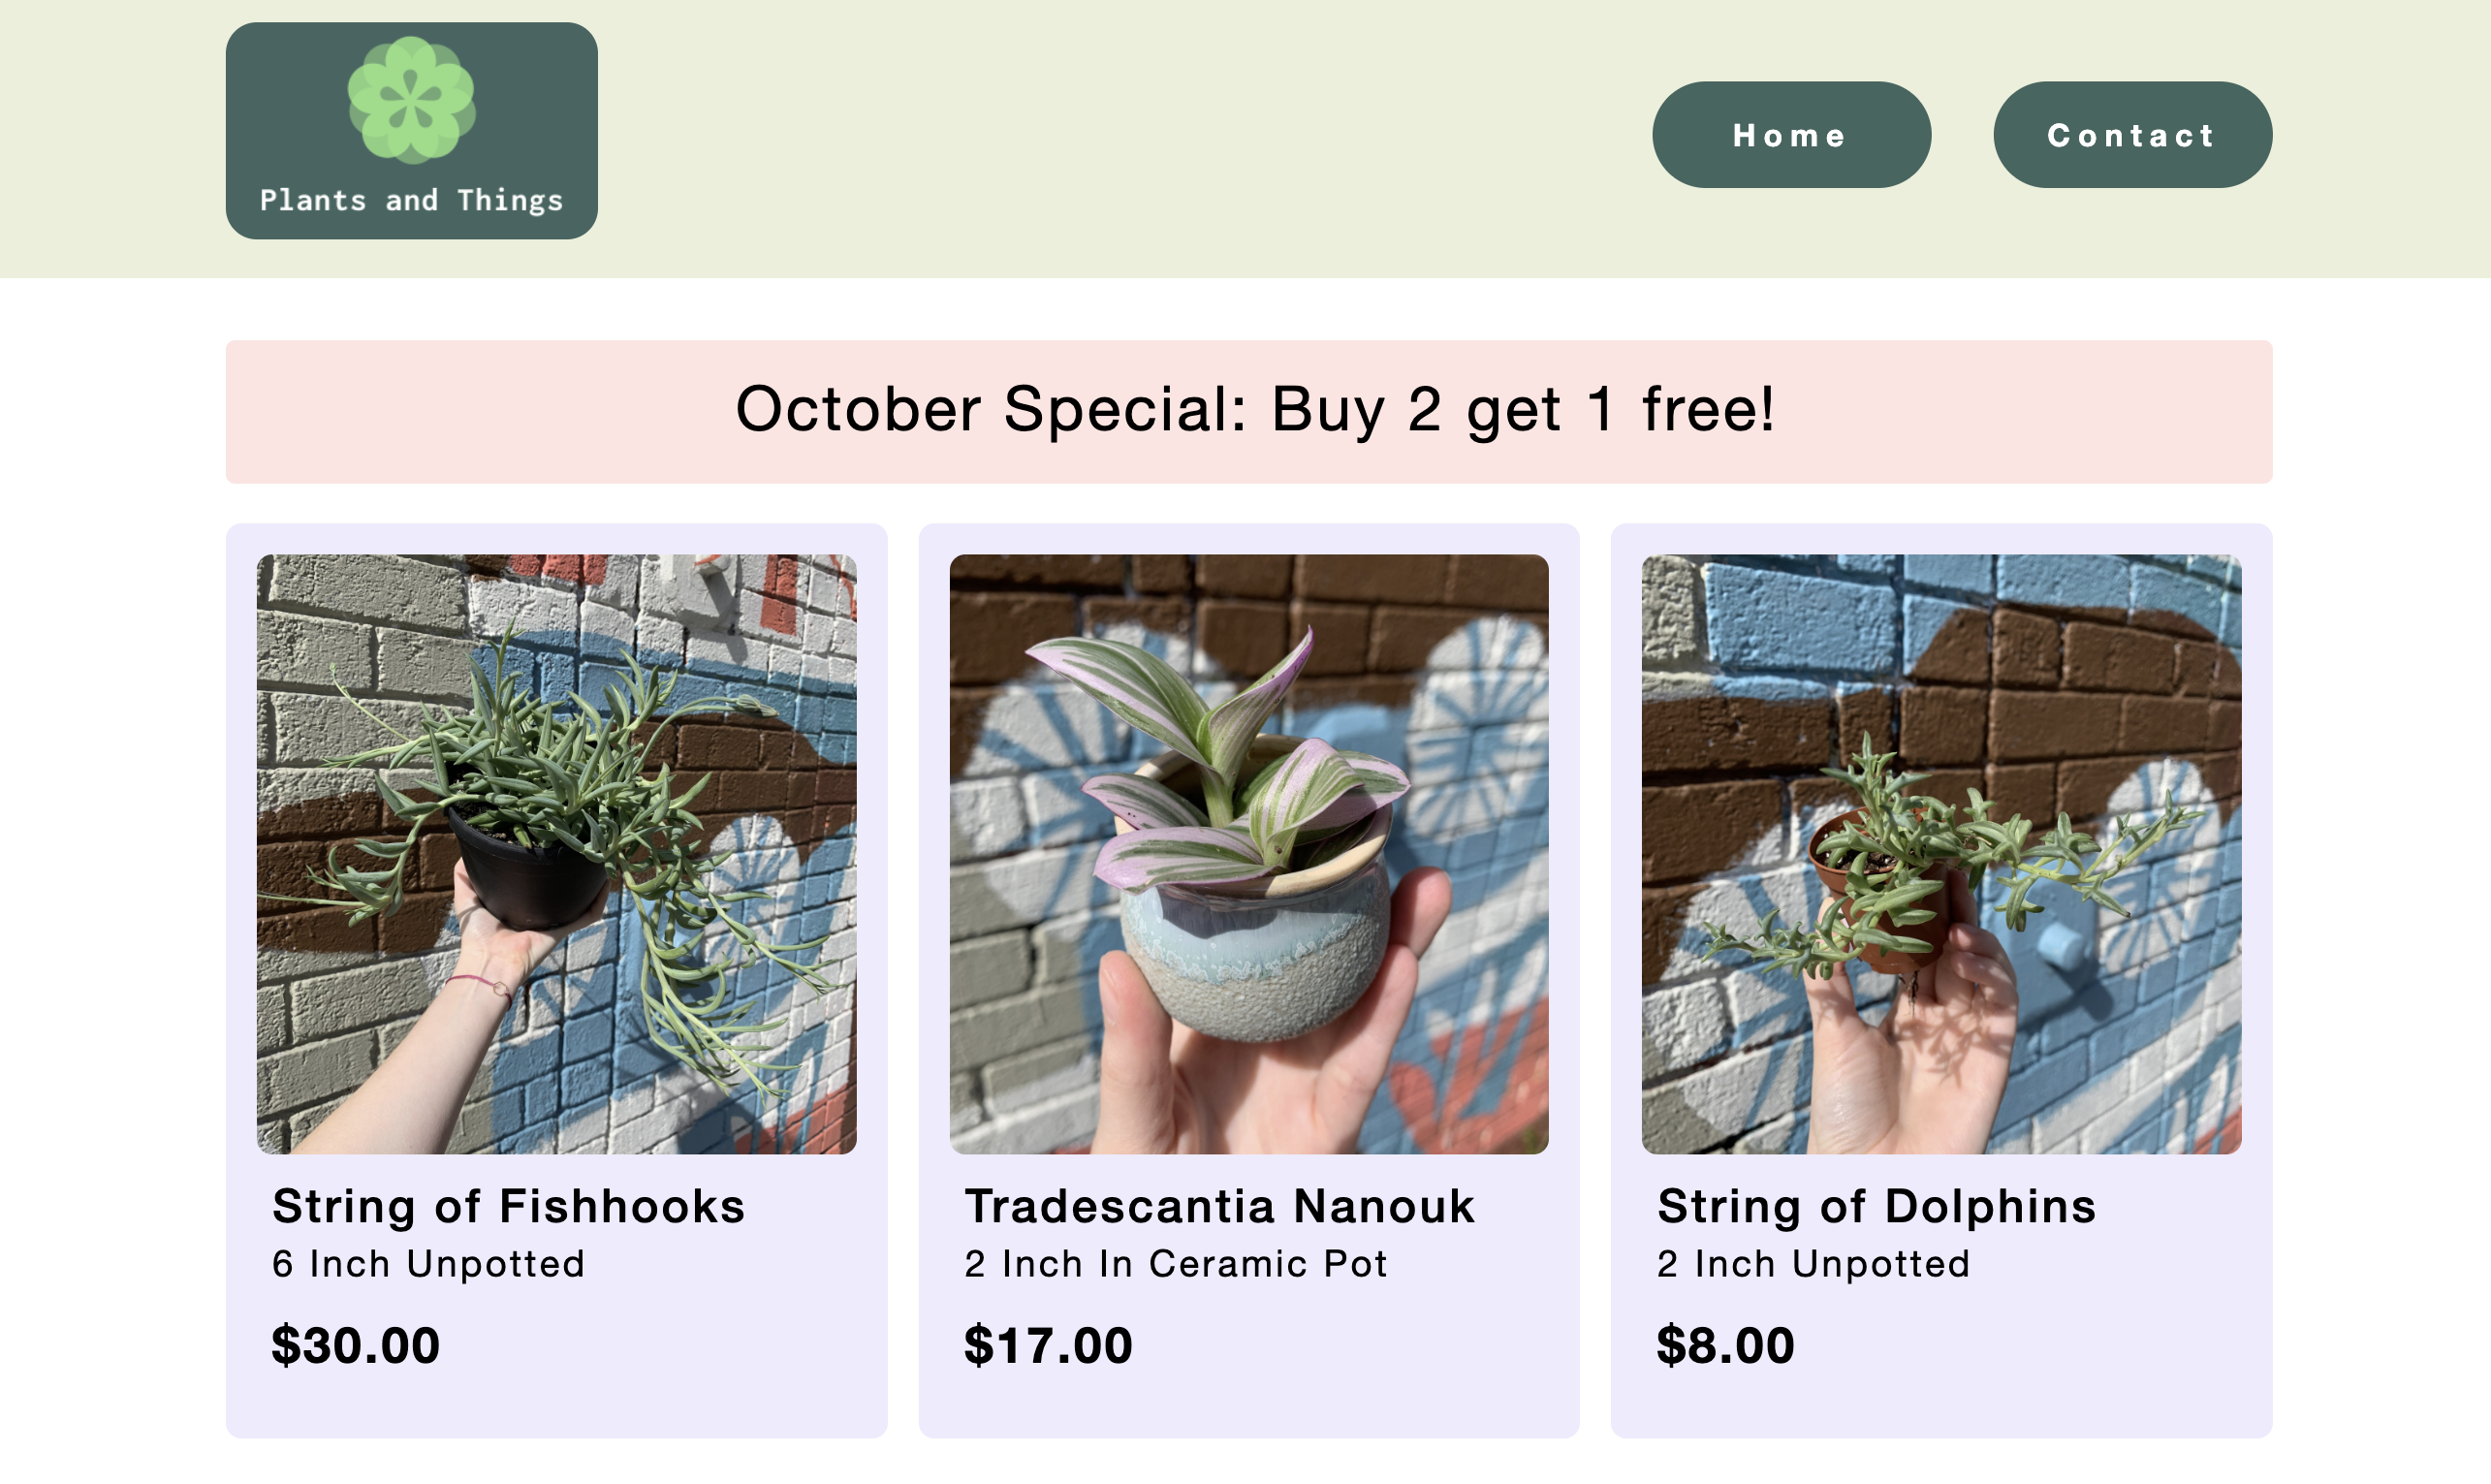 Plants and Things
Home
Contact
October Special: Buy 2 get 1 free!
String of Fishhooks
6 Inch Unpotted
$30.00
Tradescantia Nanouk
2 Inch In Ceramic Pot
$17.00
String of Dolphins
2 Inch Unpotted
$8.00